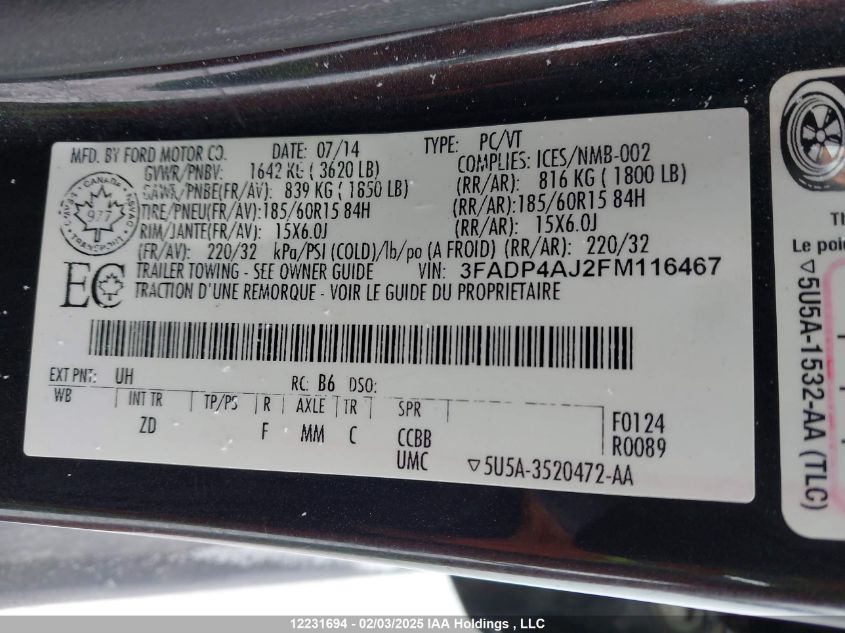 MFD. BY FORD MOTOR CO. DATE: 07/14 TYPE: PC/VT
GVWR/PNBV: 1642 KG ( 3620 LB) COMPLIES: ICES/NMB-002
GAWR/PNBE(FR/AV): 839 KG ( 1850 LB) (RR/AR): 816 KG ( 1800 LB)
TIRE/PNEU(FR/AV):185/60R15 84H (RR/AR):185/60R15 84H
RIM/JANTE(FR/AV): 15X6.0J (RR/AR): 15X6.0J
(FR/AV): 220/32 kPa/PSI (COLD)/lb/po (A FROID) (RR/AR): 220/32
TRAILER TOWING - SEE OWNER GUIDE VIN: 3FADP4AJ2FM116467
TRACTION D'UNE REMORQUE - VOIR LE GUIDE DU PROPRIETAIRE
CANADA
977
TRANSPORT
EC
EXT PNT: UH RC: B6 DSO:
WB INT TR TP/PS R AXLE TR SPR F0124
ZD F MM C CCBB R0089
UMC ▽5U5A-3520472-AA
Th
Le poi
▽5U5A-1532-AA (TLC)
12231694 - 02/03/2025 IAA Holdings , LLC